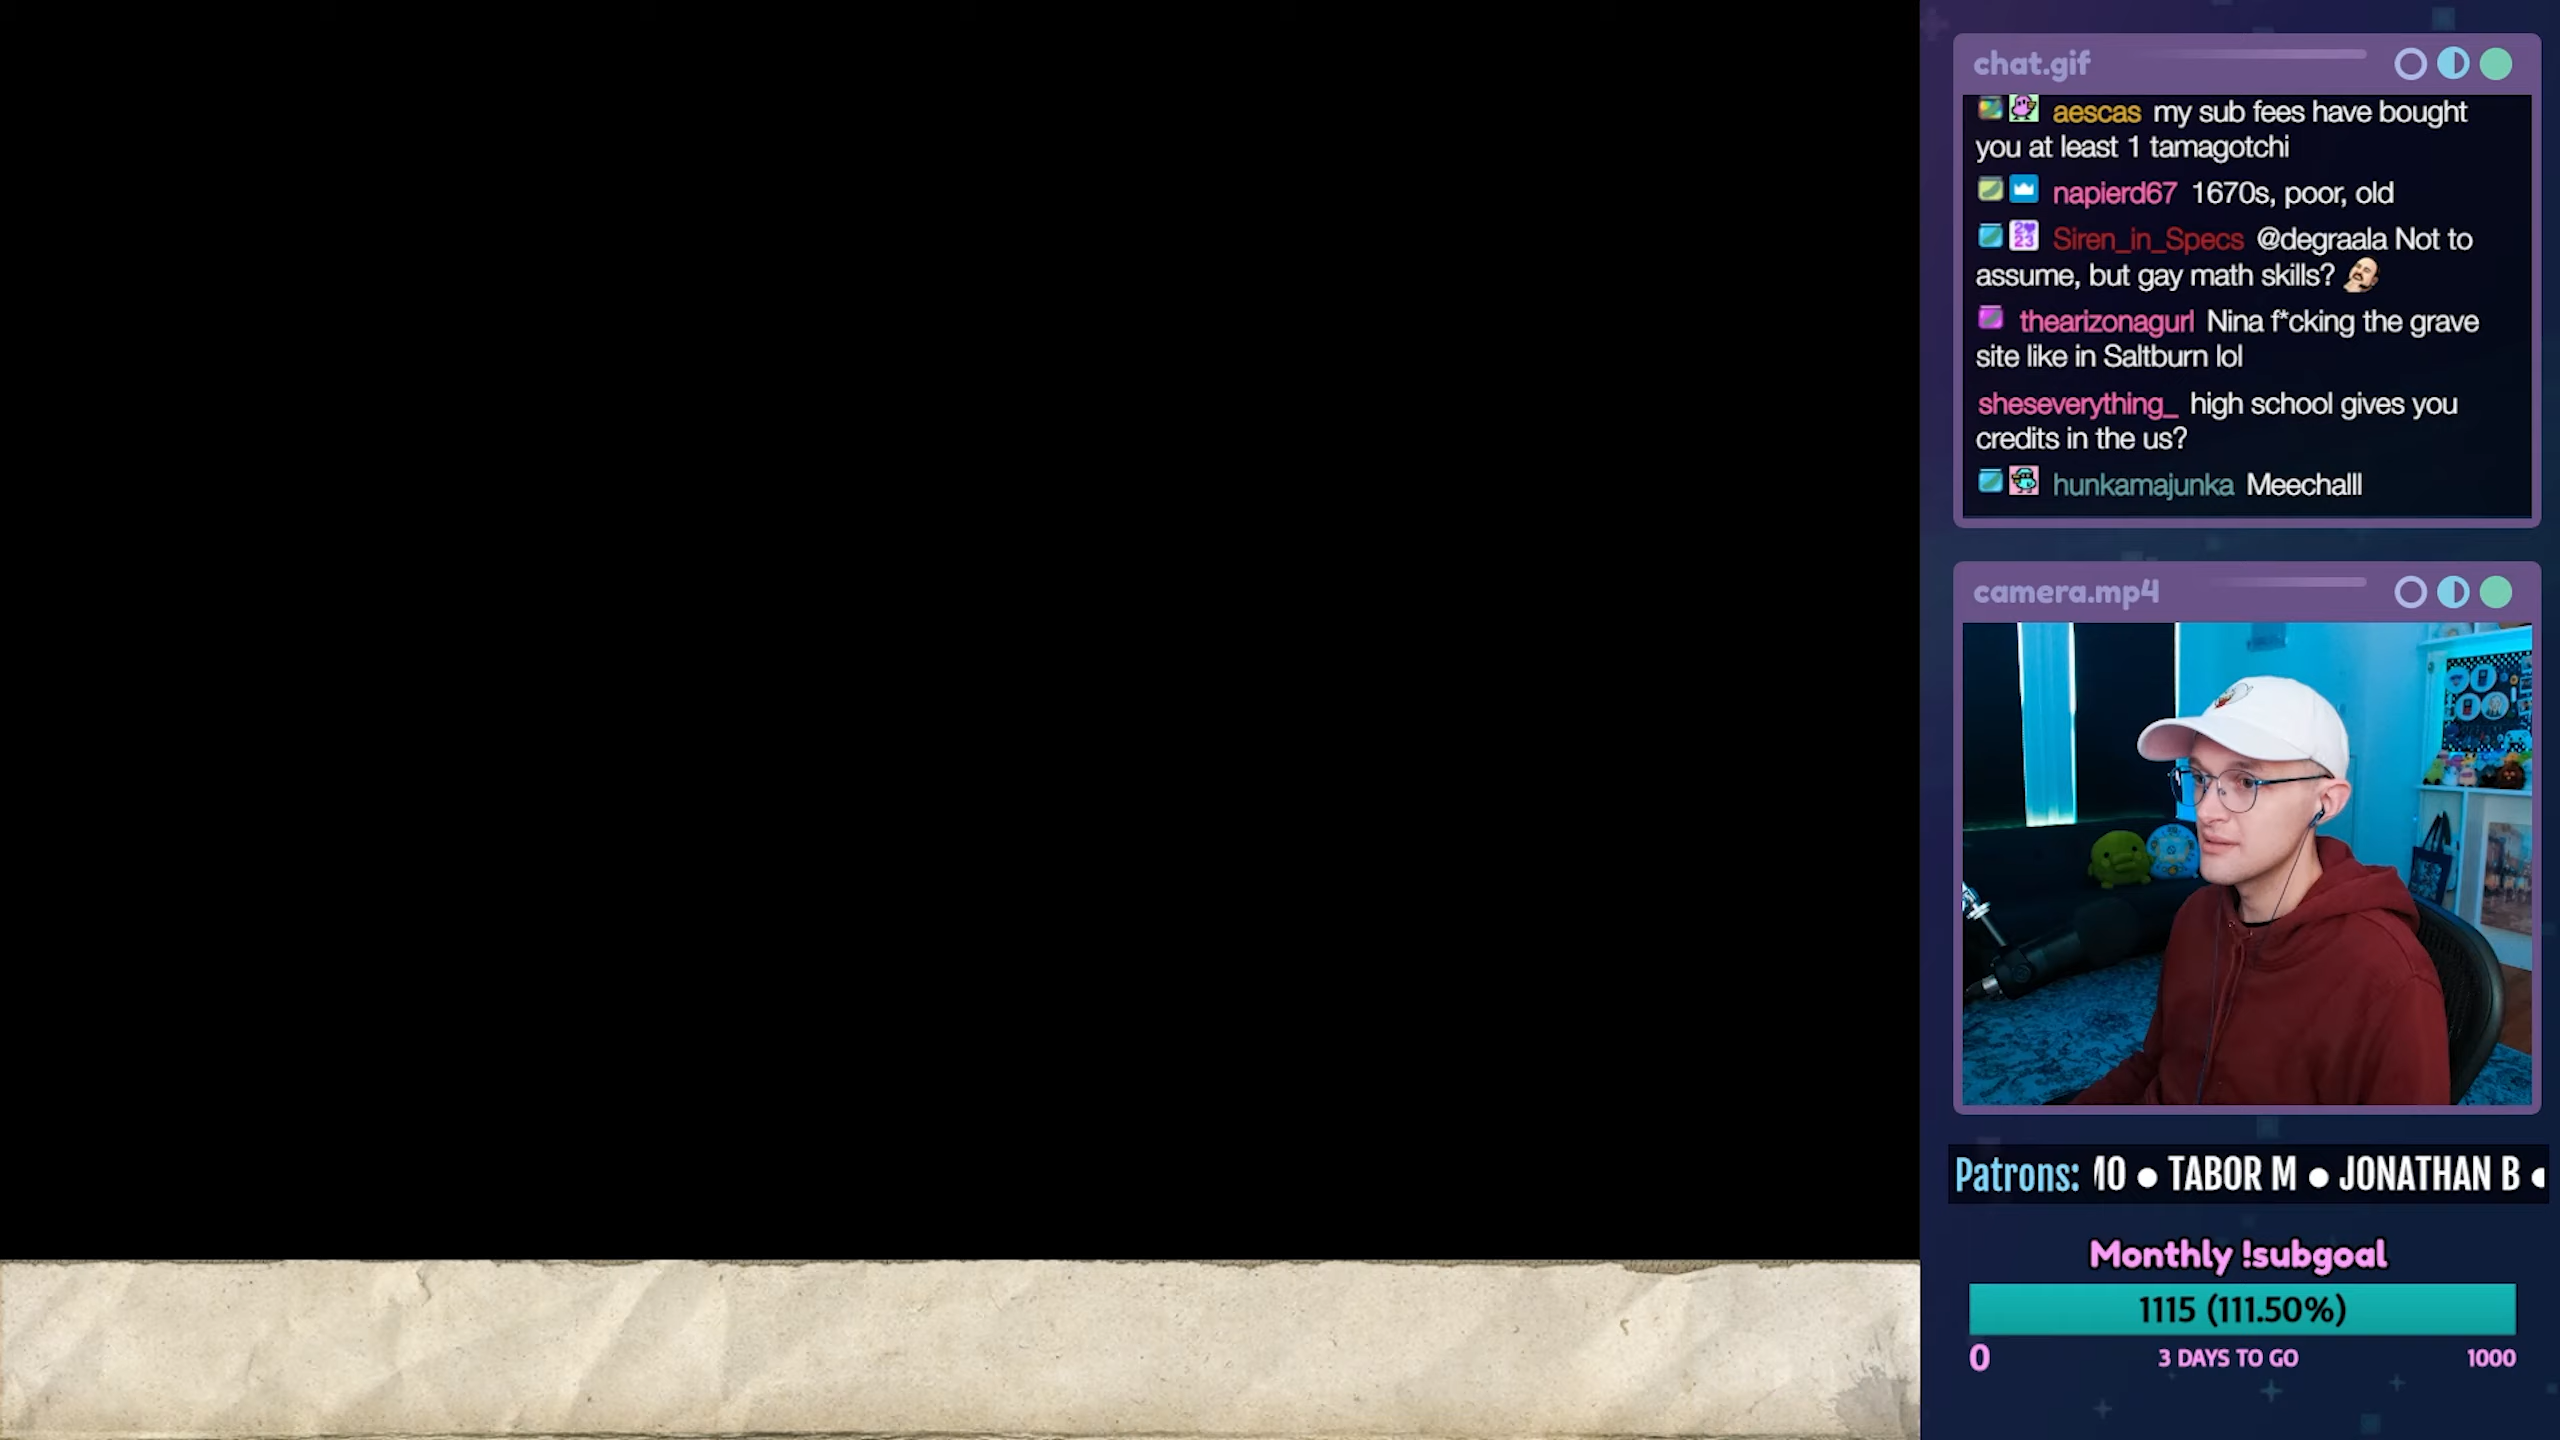 chat.gif
aescas my sub fees have bought
you at least 1 tamagotchi
napierd67 1670s, poor, old
Siren_in_Specs @degraala Not to
assume, but gay math skills?
thearizonagurl Nina f*cking the grave
site like in Saltburn lol
sheseverything_ high school gives you
credits in the us?
hunkamajunka Meechalll
camera.mp4
Patrons: MO ● TABOR M ● JONATHAN B ●
Monthly !subgoal
1115 (111.50%)
0 3 DAYS TO GO 1000